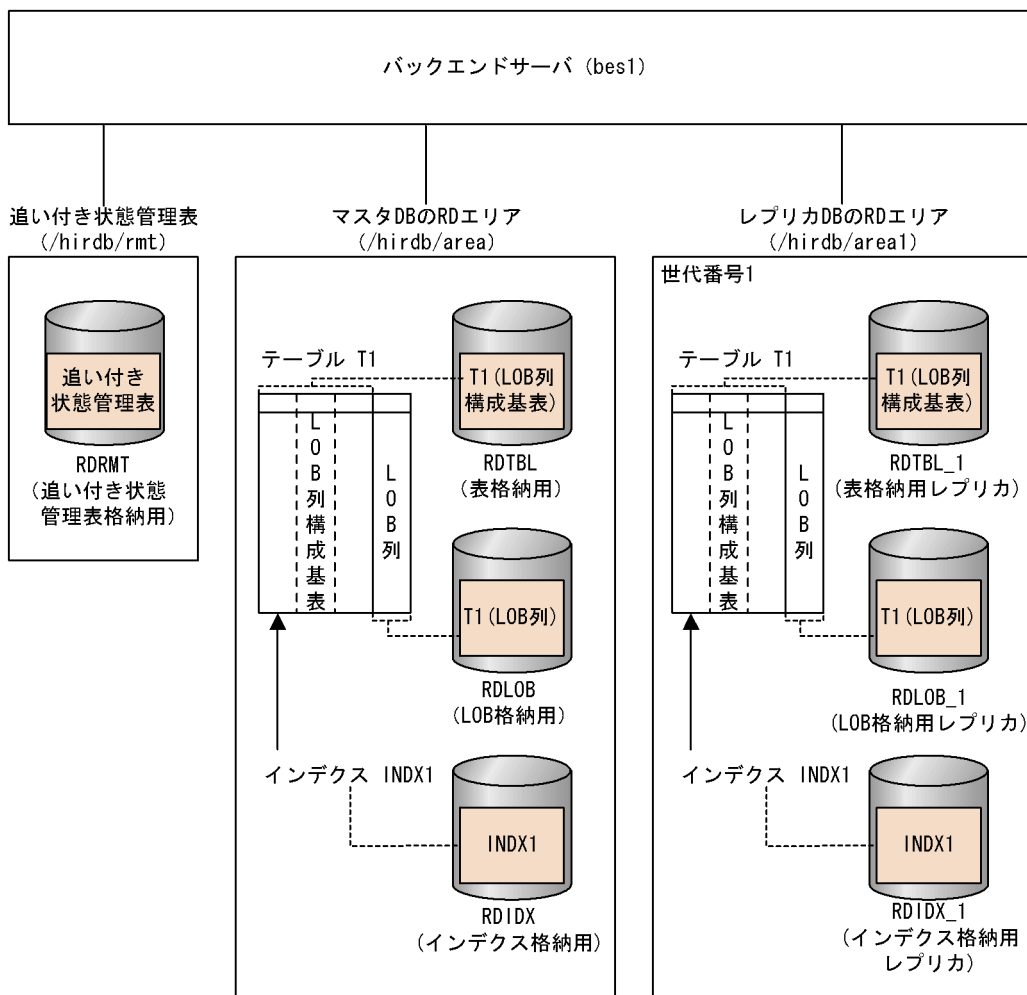 バックエンドサーバ(bes1)
追い付き状態管理表
(/hirdb/rmt)
追い付き
状態管理表
RDRMT
(追い付き状態
管理表格納用)
マスタDBのRDエリア
(/hirdb/area)
テーブル T1
LOB列構成基表
LOB列
T1(LOB列
構成基表)
RDTBL
(表格納用)
T1(LOB列)
RDLOB
(LOB格納用)
インデクス INDX1
INDX1
RDIDX
(インデクス格納用)
レプリカDBのRDエリア
(/hirdb/area1)
世代番号1
テーブル T1
LOB列構成基表
LOB列
T1(LOB列
構成基表)
RDTBL_1
(表格納用レプリカ)
T1(LOB列)
RDLOB_1
(LOB格納用レプリカ)
インデクス INDX1
INDX1
RDIDX_1
(インデクス格納用
レプリカ)